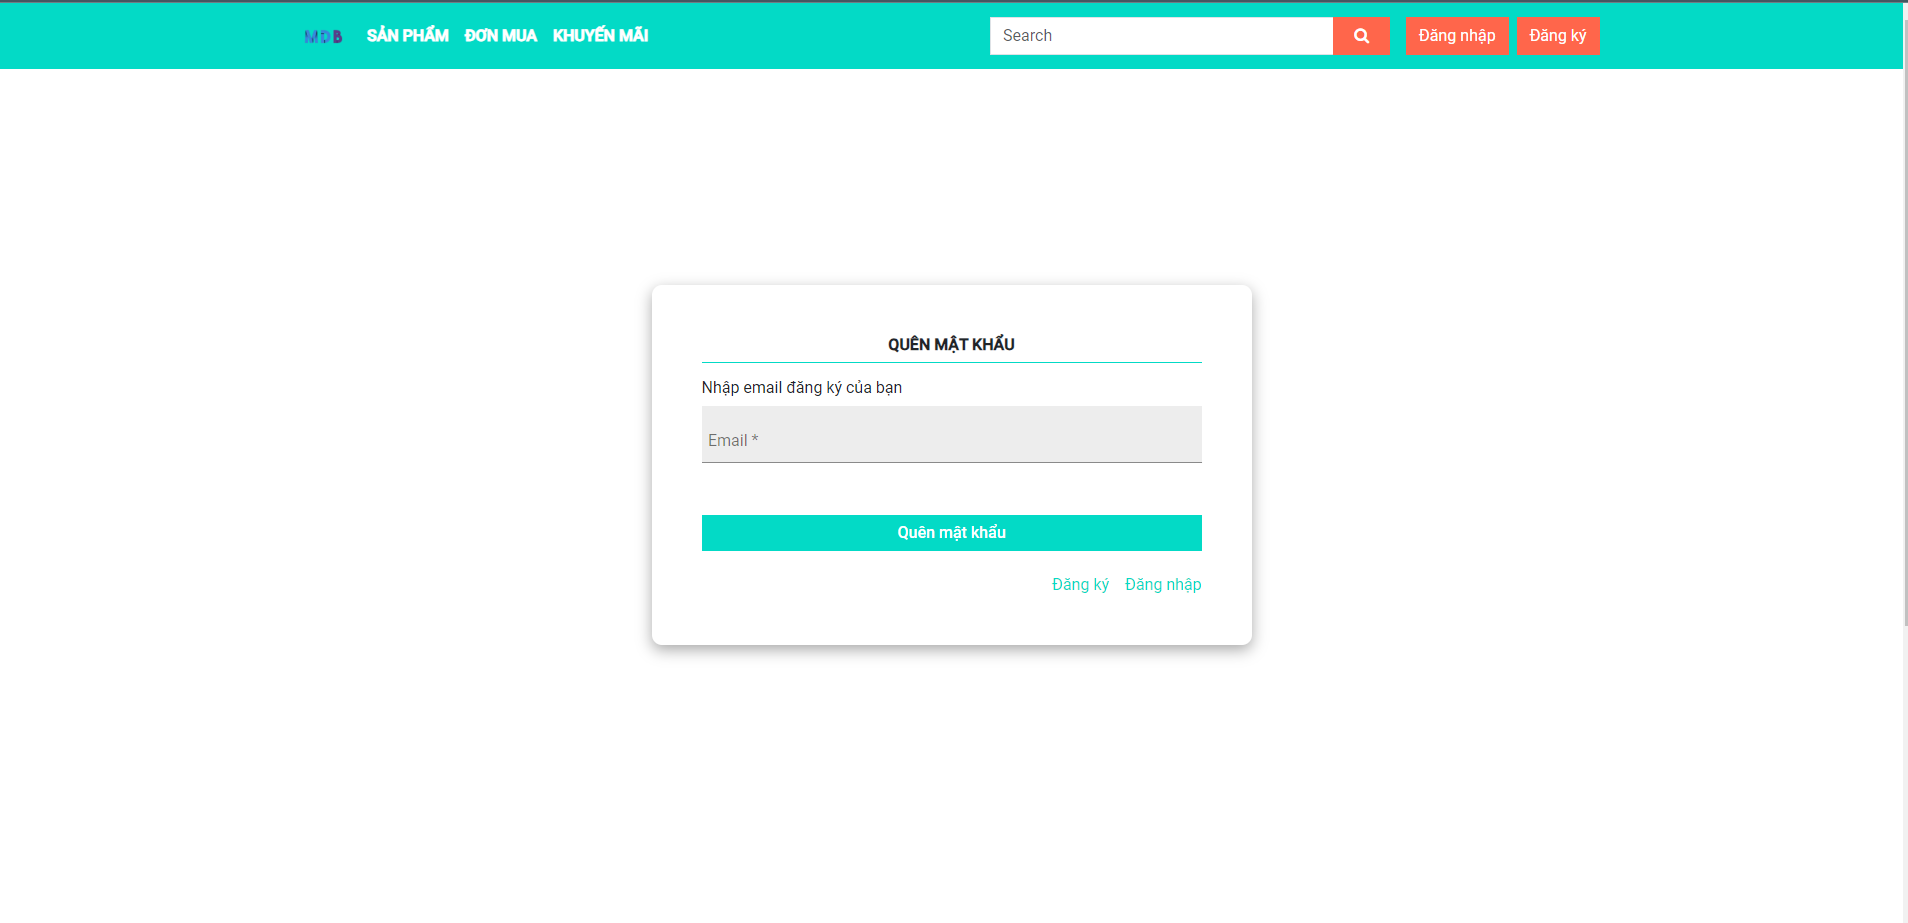 MDB SẢN PHẨM ĐƠN MUA KHUYẾN MÃI Search Đăng nhập Đăng ký
QUÊN MẬT KHẨU
Nhập email đăng ký của bạn
Email *
Quên mật khẩu
Đăng ký Đăng nhập